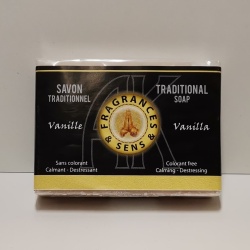 SAVON
TRADITIONNEL
Vanille
Sans colorant
Calmant - Destressant
FRAGRANCES
& SENS &
TRADITIONAL
SOAP
Vanilla
Colorant free
Calming - Destressing